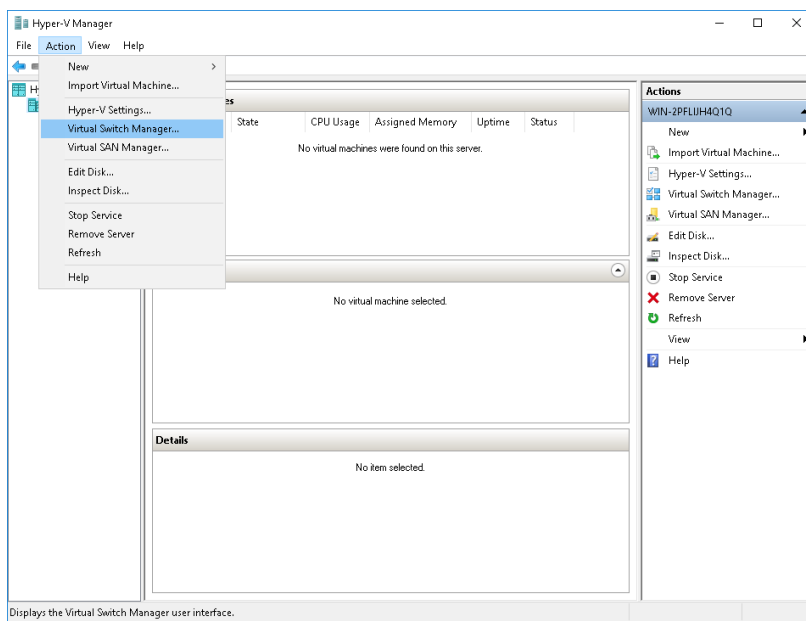 Hyper-V Manager
File Action View Help
New
Import Virtual Machine...
Hyper-V Settings...
Virtual Switch Manager...
Virtual SAN Manager...
Edit Disk...
Inspect Disk...
Stop Service
Remove Server
Refresh
Help
State CPU Usage Assigned Memory Uptime Status
No virtual machines were found on this server.
No virtual machine selected.
Details
No item selected.
Actions
WIN-2PFLIJH4Q1Q
New
Import Virtual Machine...
Hyper-V Settings...
Virtual Switch Manager...
Virtual SAN Manager...
Edit Disk...
Inspect Disk...
Stop Service
Remove Server
Refresh
View
Help
Displays the Virtual Switch Manager user interface.